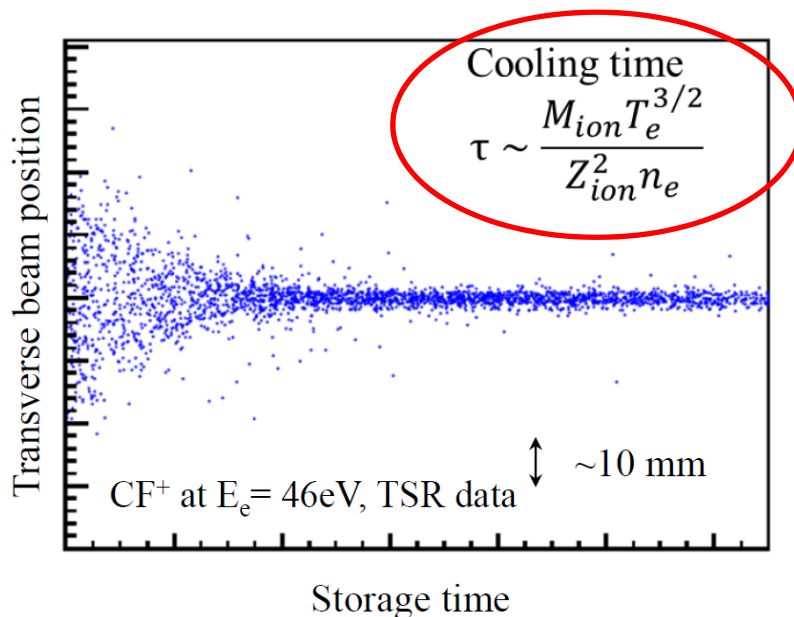 Cooling time
τ ~ M_ion T_e^{3/2} / Z_ion^2 n_e
Transverse beam position
~10 mm
CF⁺ at Eₑ= 46eV, TSR data
Storage time